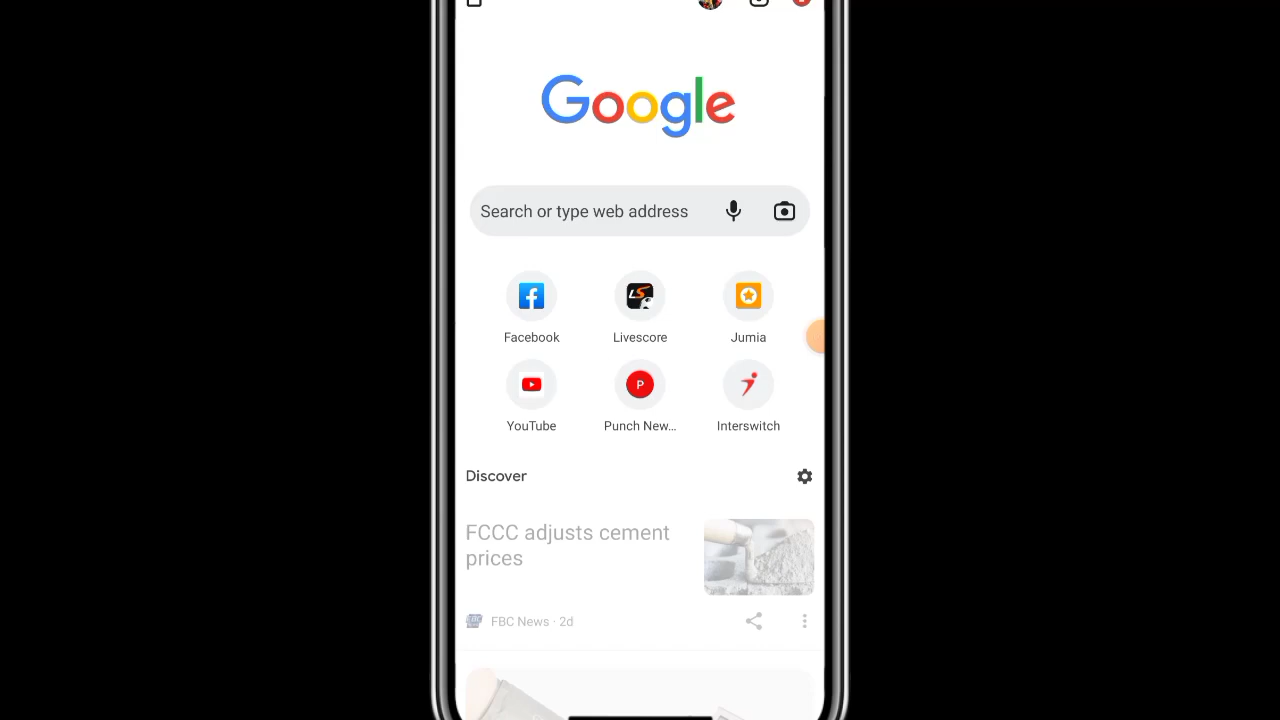 Google
Search or type web address
Facebook
Livescore
Jumia
LS
P
YouTube
Punch New...
Interswitch
Discover
FCCC adjusts cement
prices
FBC News · 2d